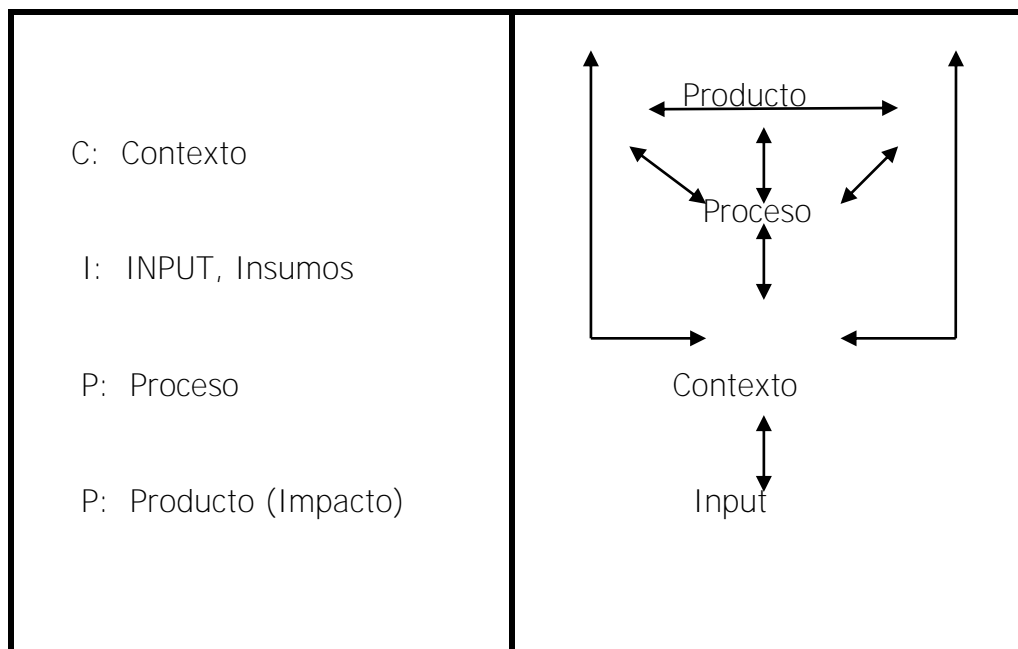 C: Contexto
I: INPUT, Insumos
P: Proceso
P: Producto (Impacto)
Producto
Proceso
Contexto
Input